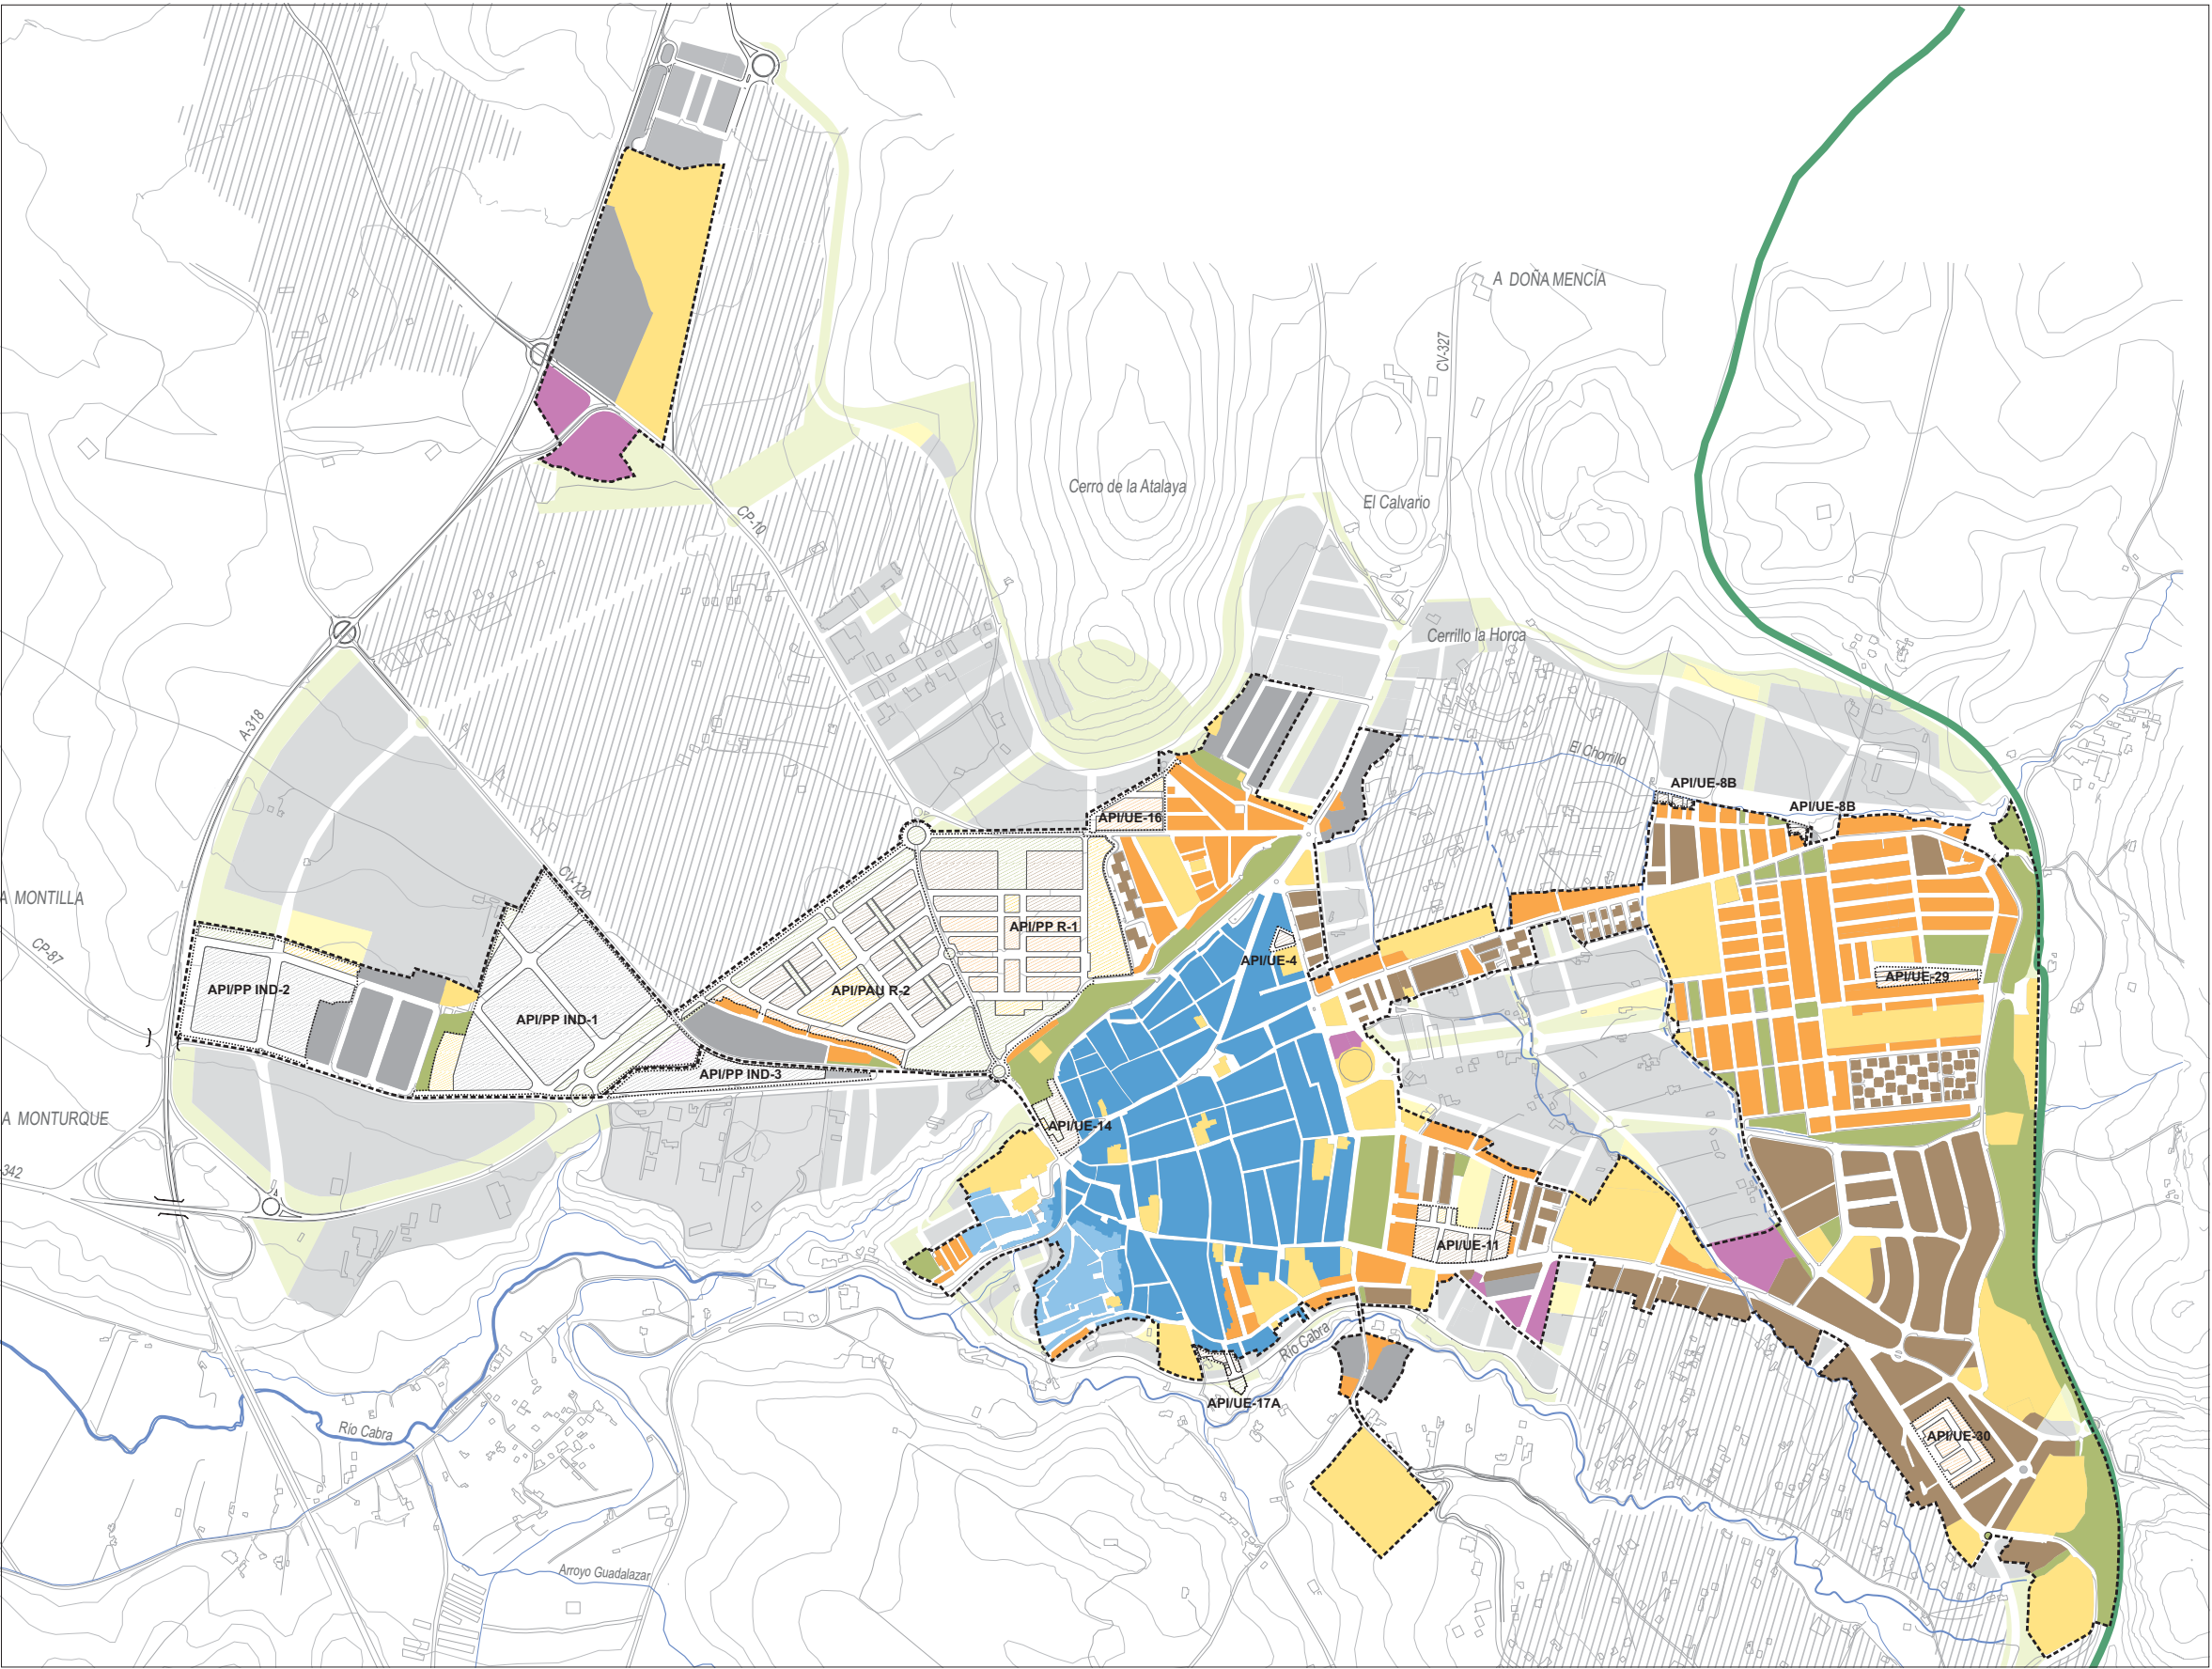 A DOÑA MENCÍA
CV-327
Cerro de la Atalaya
El Calvario
CP-10
Cerrillo la Horca
A-318
El Chorrillo
API/UE-8B
API/UE-8B
API/UE-16
CV-120
A MONTILLA
CP-87
API/PP R-1
API/UE-4
API/UE-29
API/PP IND-2
API/PAU R-2
API/PP IND-1
API/PP IND-3
A MONTURQUE
API/UE-14
-342
API/UE-11
Río Cabra
API/UE-17A
Río Cabra
API/UE-30
Arroyo Guadalazar